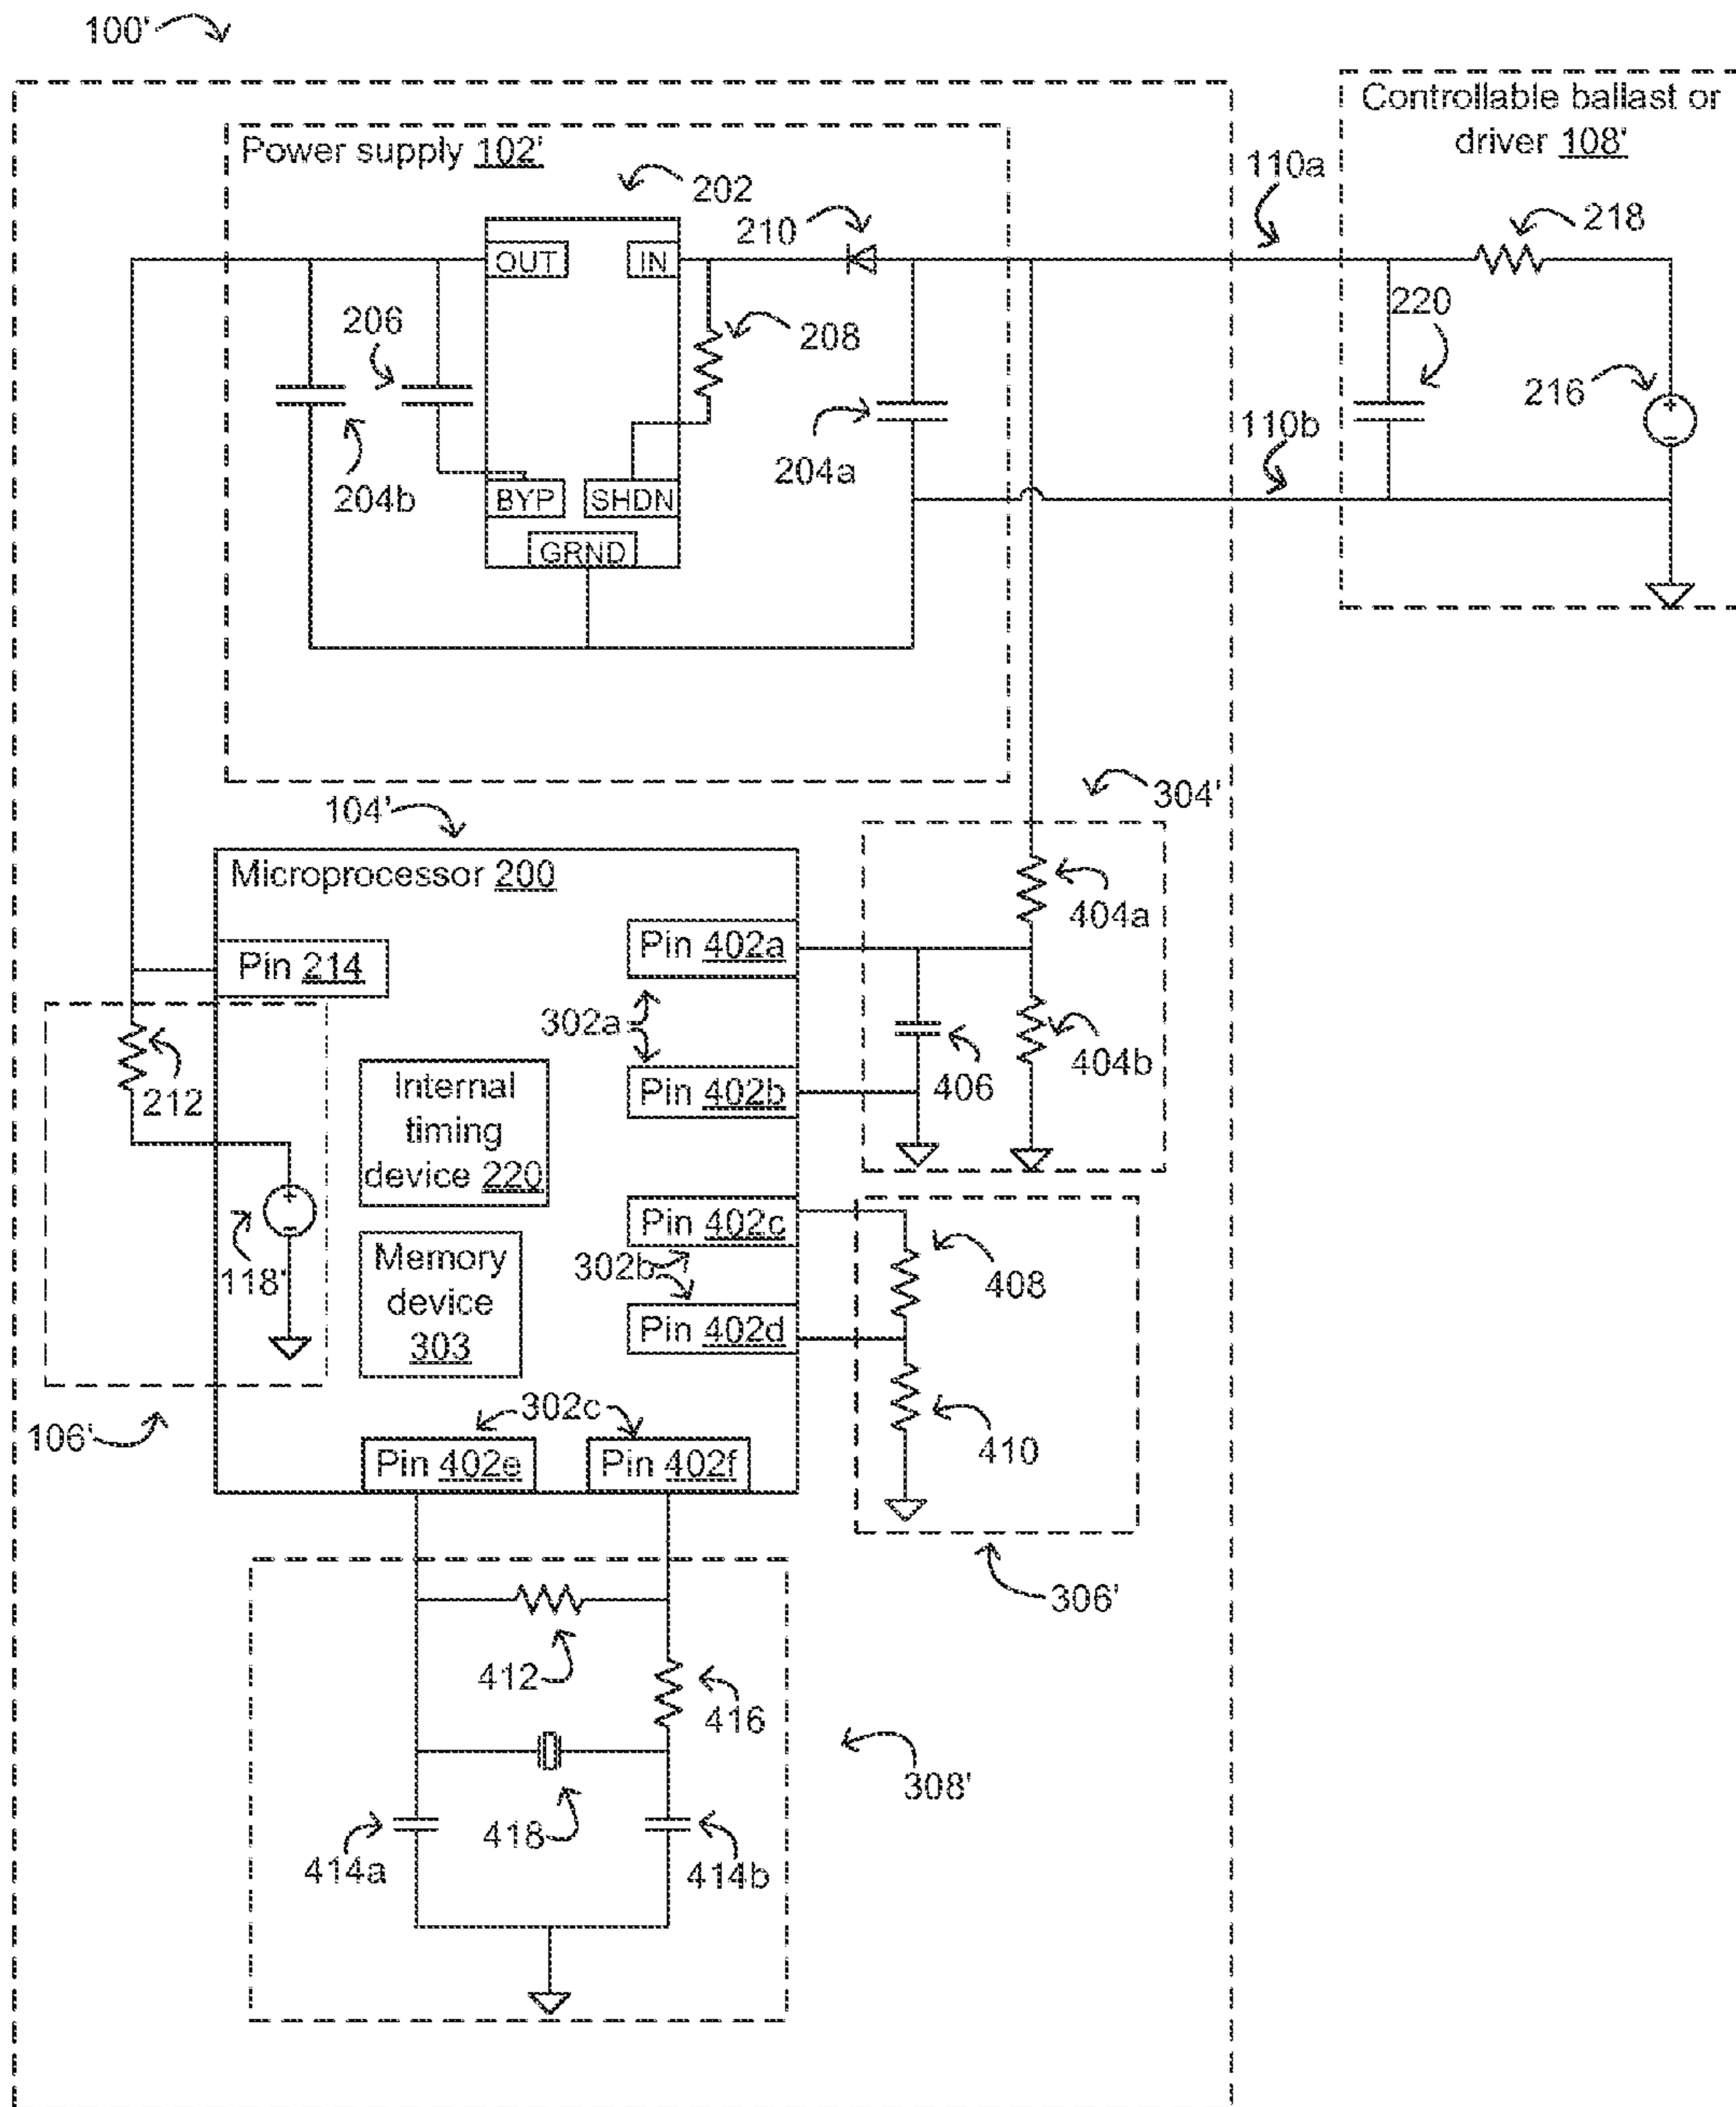 100'
Controllable ballast or
driver 108'
Power supply 102'
202
110a
210
218
OUT
IN
206
208
220
216
204b
204a
110b
BYP
SHDN
GRND
304'
104'
Microprocessor 200
404a
Pin 402a
Pin 214
302a
404b
406
212
Internal
timing
device 220
Pin 402b
Pin 402c
118'
Memory
device
303
302b
408
Pin 402d
302c
106'
410
Pin 402e
Pin 402f
306'
412
416
308'
418
414a
414b